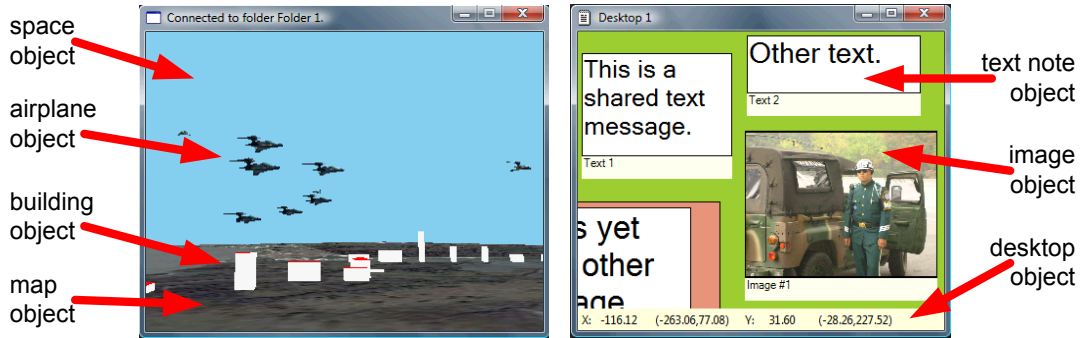 space
object
airplane
object
building
object
map
object
Connected to folder Folder 1.
Desktop 1
This is a
shared text
message.
Text 1
Other text.
Text 2
s yet
other
Image #1
X: -116.12 (-263.06,77.08) Y: 31.60 (-28.26,227.52)
text note
object
image
object
desktop
object